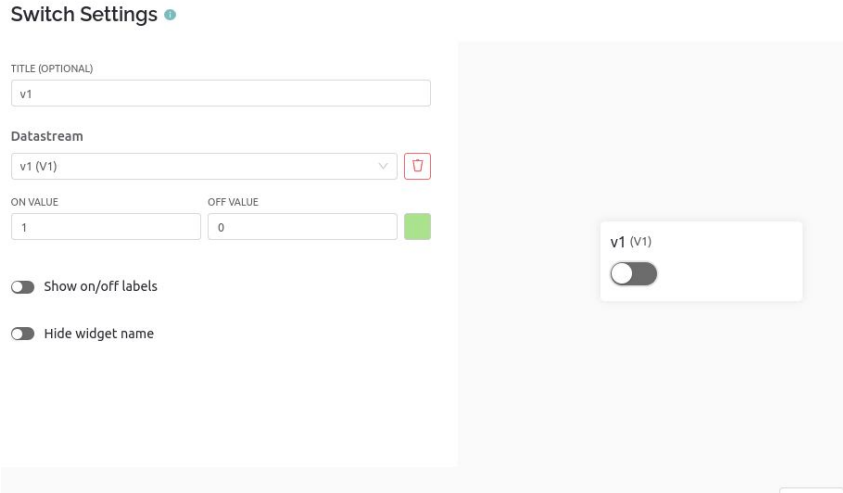 Switch Settings
TITLE (OPTIONAL)
v1
Datastream
v1 (V1)
ON VALUE OFF VALUE
1 0
v1 (V1)
Show on/off labels
Hide widget name